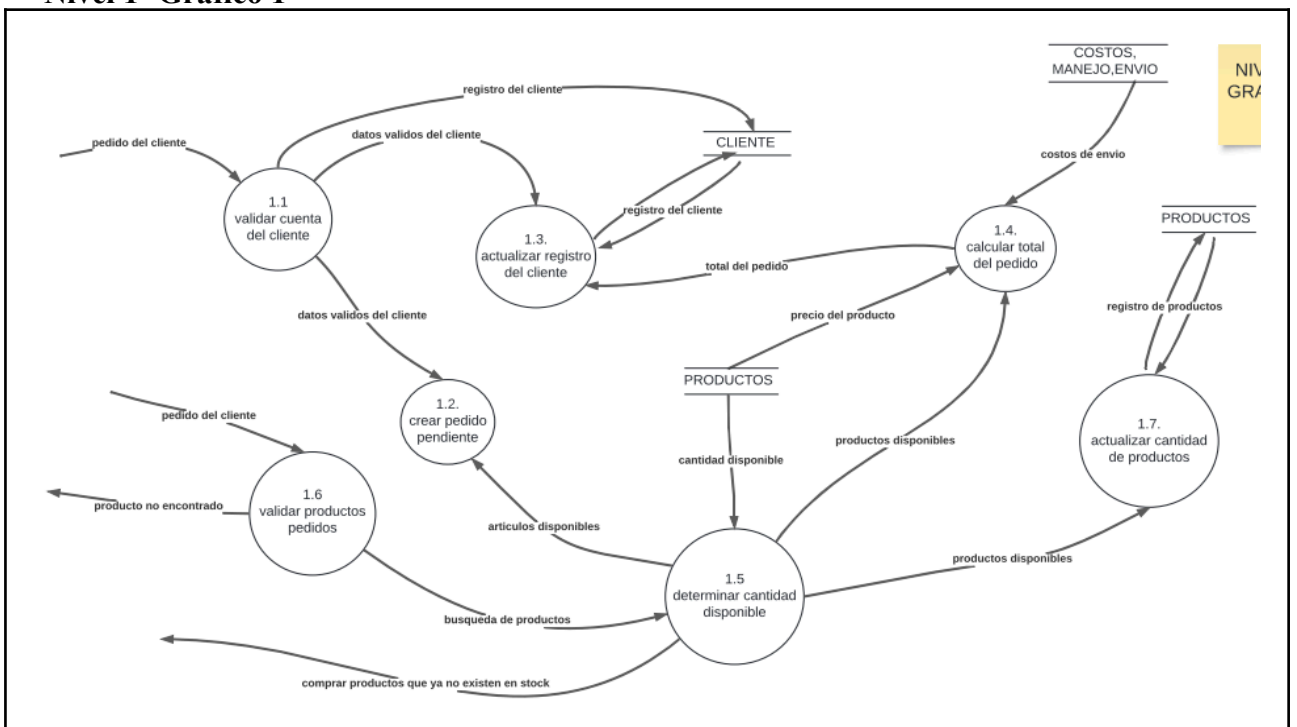 Nivel 1- Gráfico 1
COSTOS,
MANEJO,ENVIO
registro del cliente
datos validos del cliente
pedido del cliente
CLIENTE
costos de envio
1.1
validar cuenta
del cliente
registro del cliente
PRODUCTOS
1.3.
actualizar registro
del cliente
1.4.
calcular total
del pedido
total del pedido
registro de productos
datos validos del cliente
precio del producto
PRODUCTOS
1.2.
crear pedido
pendiente
pedido del cliente
1.7.
actualizar cantidad
de productos
productos disponibles
cantidad disponible
1.6
validar productos
pedidos
producto no encontrado
articulos disponibles
productos disponibles
1.5
determinar cantidad
disponible
busqueda de productos
comprar productos que ya no existen en stock